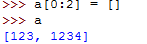 >>> a[0:2] = []
>>> a
[123, 1234]